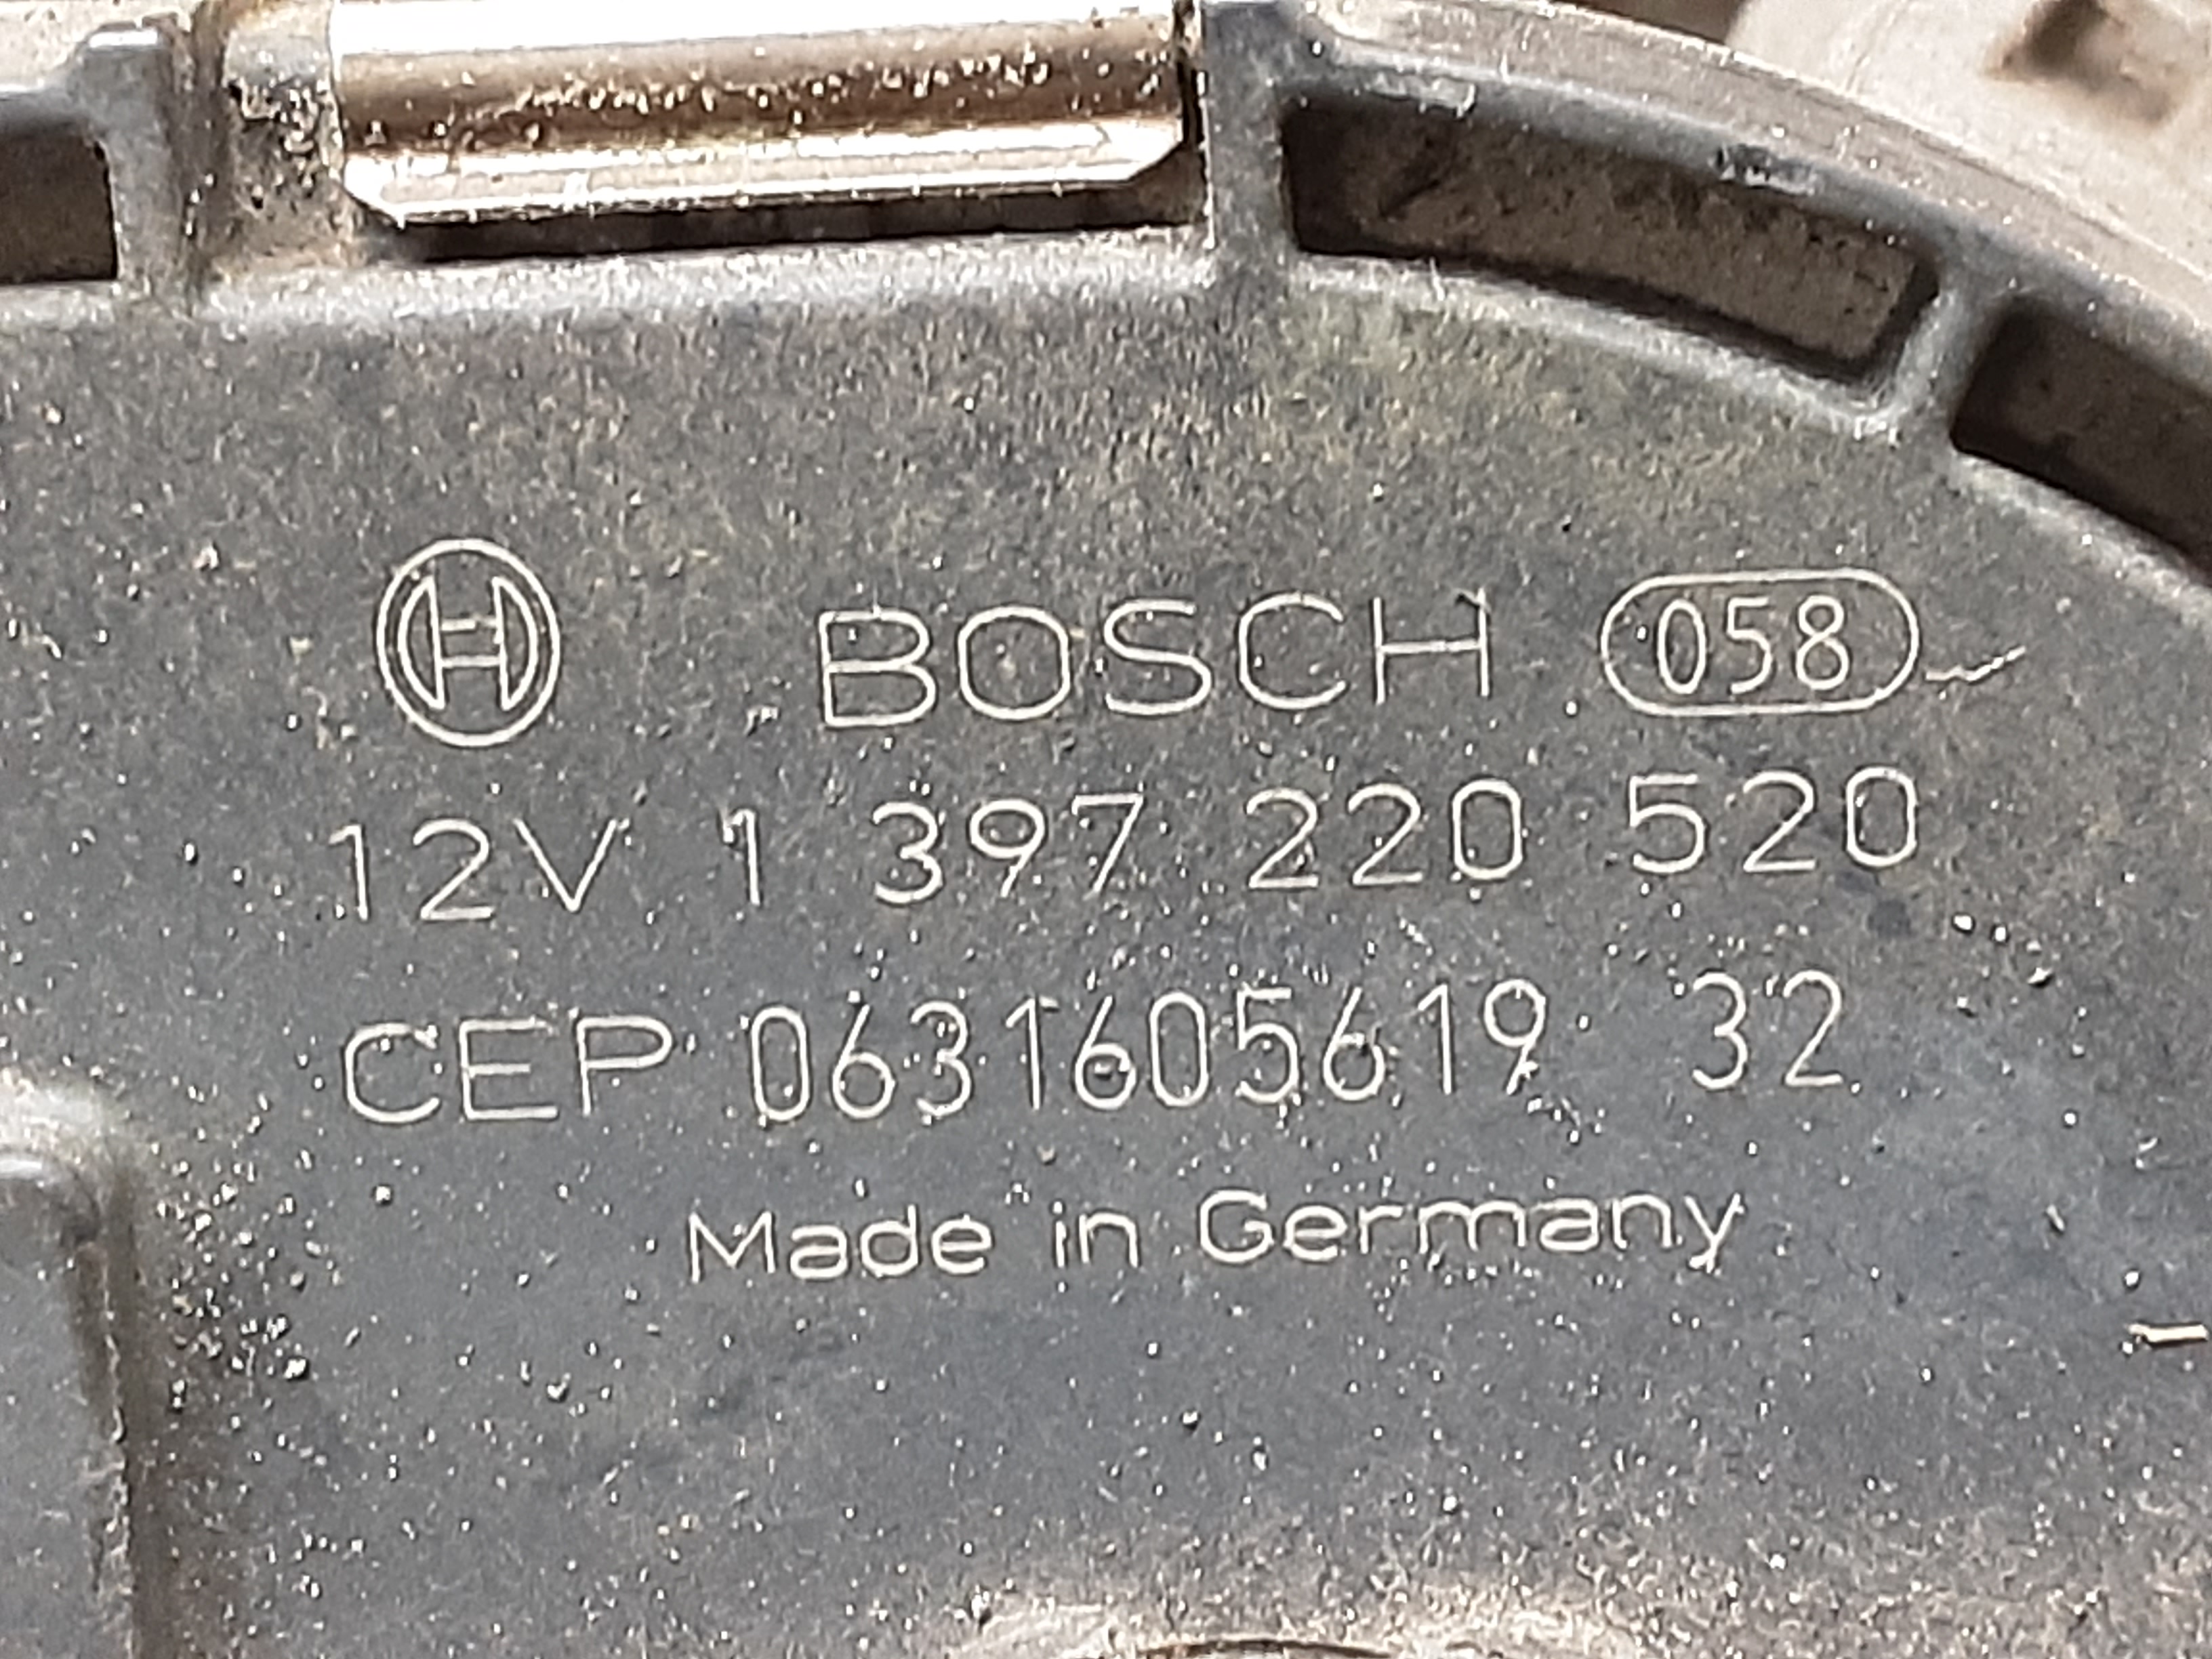 BOSCH 058
12V 1 397 220 520
CEP 0631605619 32
Made in Germany